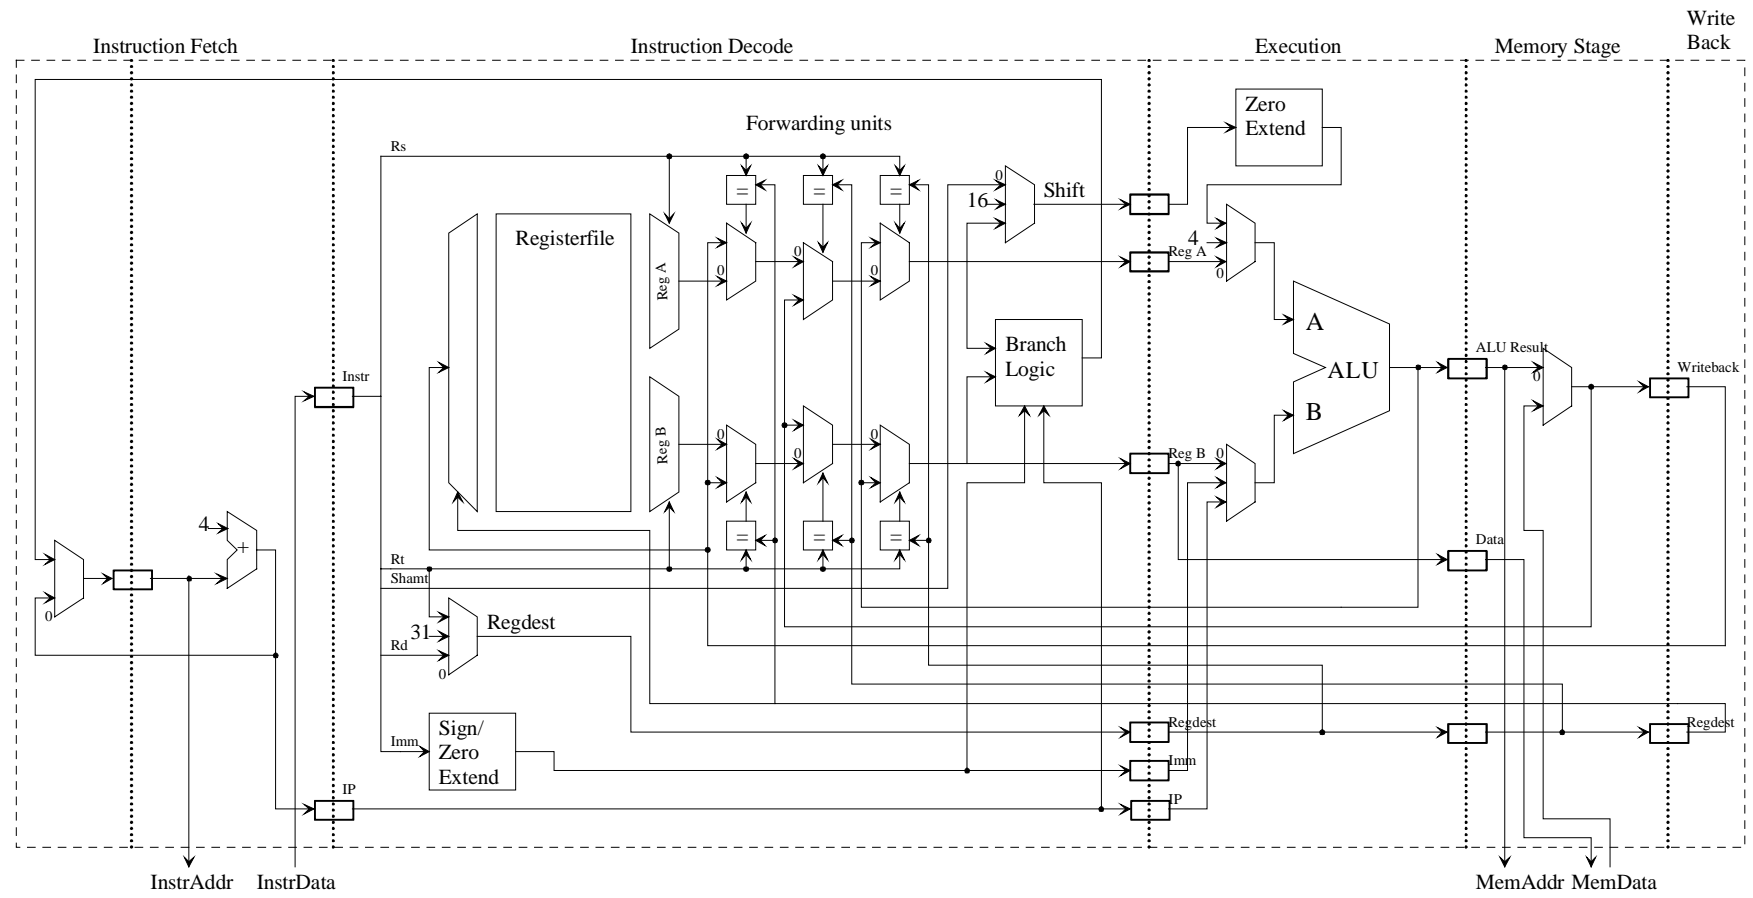 Write
Back
Instruction Fetch
Instruction Decode
Execution
Memory Stage
Zero
Extend
Forwarding units
Rs
=
=
=
0
16
Shift
Registerfile
Reg A
0
0
0
4
Reg A
0
A
Branch
Logic
ALU
ALU Result
0
Writeback
Instr
B
Reg B
0
0
0
Reg B
0
4
+
=
=
=
Data
Rt
Shamt
0
31
Regdest
Rd
0
Sign/
Zero
Extend
Imm
Regdest
Regdest
Imm
IP
IP
InstrAddr
InstrData
MemAddr
MemData